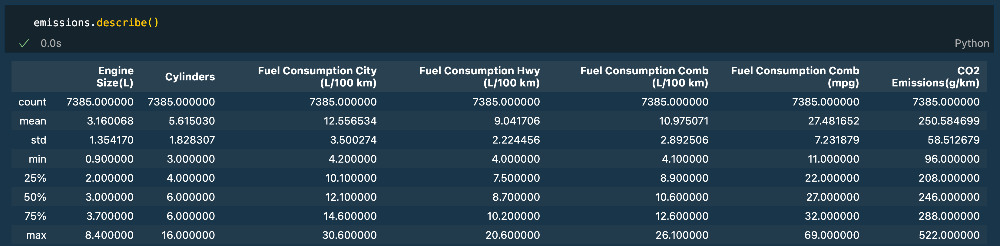 emissions.describe()
0.0s
Python
Engine Size(L) Cylinders Fuel Consumption City (L/100 km) Fuel Consumption Hwy (L/100 km) Fuel Consumption Comb (L/100 km) Fuel Consumption Comb (mpg) CO2 Emissions(g/km)
count 7385.000000 7385.000000 7385.000000 7385.000000 7385.000000 7385.000000 7385.000000
mean 3.160068 5.615030 12.556534 9.041706 10.975071 27.481652 250.584699
std 1.354170 1.828307 3.500274 2.224456 2.892506 7.231879 58.512679
min 0.900000 3.000000 4.200000 4.000000 4.100000 11.000000 96.000000
25% 2.000000 4.000000 10.100000 7.500000 8.900000 22.000000 208.000000
50% 3.000000 6.000000 12.100000 8.700000 10.600000 27.000000 246.000000
75% 3.700000 6.000000 14.600000 10.200000 12.600000 32.000000 288.000000
max 8.400000 16.000000 30.600000 20.600000 26.100000 69.000000 522.000000